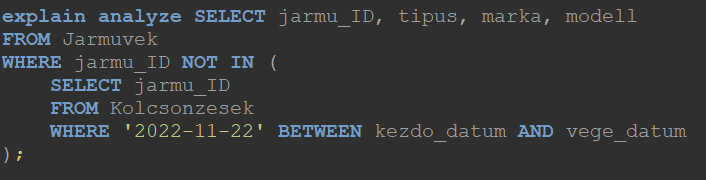 explain analyze SELECT jarmu_ID, tipus, marka, modell
FROM Jarmuvek
WHERE jarmu_ID NOT IN (
    SELECT jarmu_ID
    FROM Kolcsonzesek
    WHERE '2022-11-22' BETWEEN kezdo_datum AND vege_datum
);